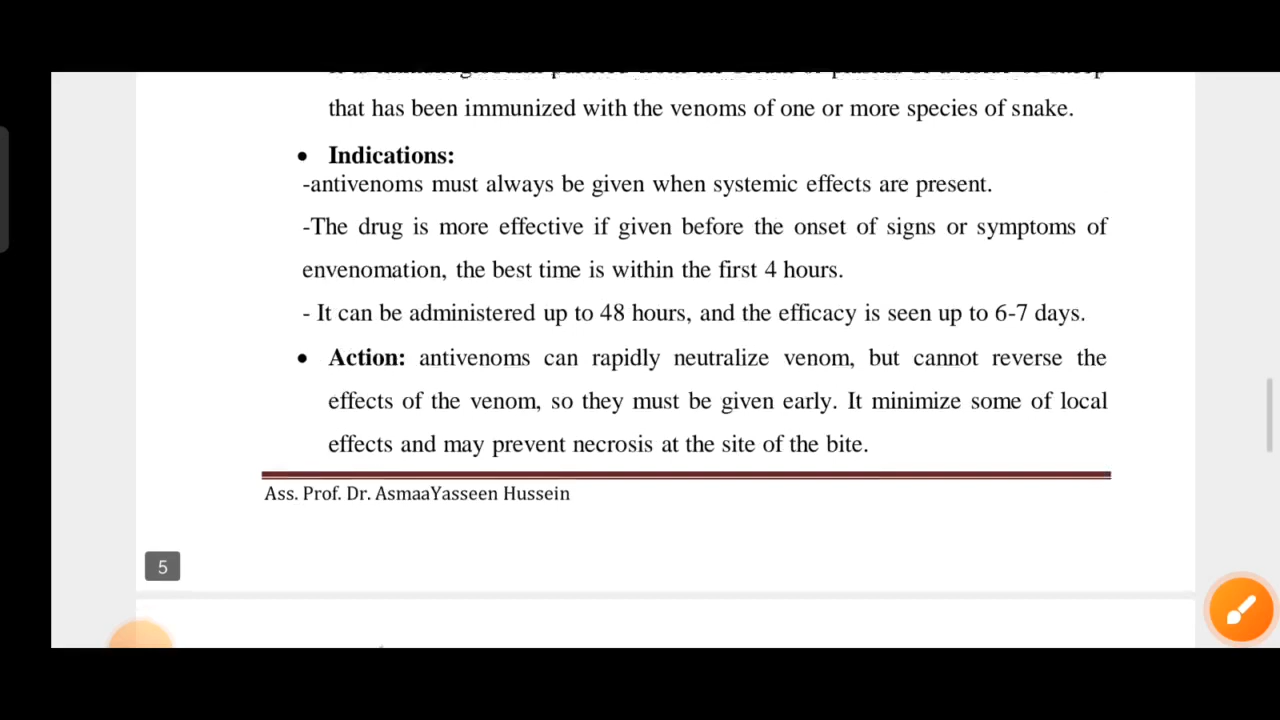 that has been immunized with the venoms of one or more species of snake.
• Indications:
-antivenoms must always be given when systemic effects are present.
-The drug is more effective if given before the onset of signs or symptoms of
envenomation, the best time is within the first 4 hours.
- It can be administered up to 48 hours, and the efficacy is seen up to 6-7 days.
• Action: antivenoms can rapidly neutralize venom, but cannot reverse the
effects of the venom, so they must be given early. It minimize some of local
effects and may prevent necrosis at the site of the bite.
Ass. Prof. Dr. AsmaaYasseen Hussein
5